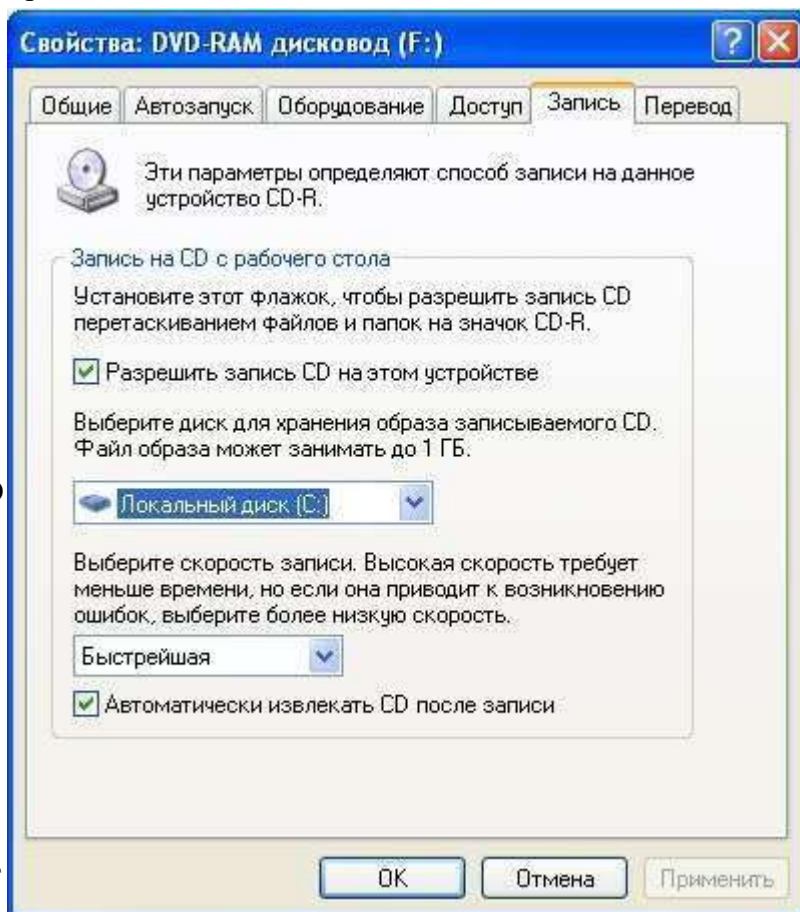 Свойства: DVD-RAM дисковод (F:)
Общие Автозапуск Оборудование Доступ Запись Перевод
Эти параметры определяют способ записи на данное
устройство CD-R.
Запись на CD с рабочего стола
Установите этот флажок, чтобы разрешить запись CD
перетаскиванием файлов и папок на значок CD-R.
Разрешить запись CD на этом устройстве
Выберите диск для хранения образа записываемого CD.
Файл образа может занимать до 1 ГБ.
Локальный диск (C:)
Выберите скорость записи. Высокая скорость требует
меньше времени, но если она приводит к возникновению
ошибок, выберите более низкую скорость.
Быстрейшая
Автоматически извлекать CD после записи
OK Отмена Применить